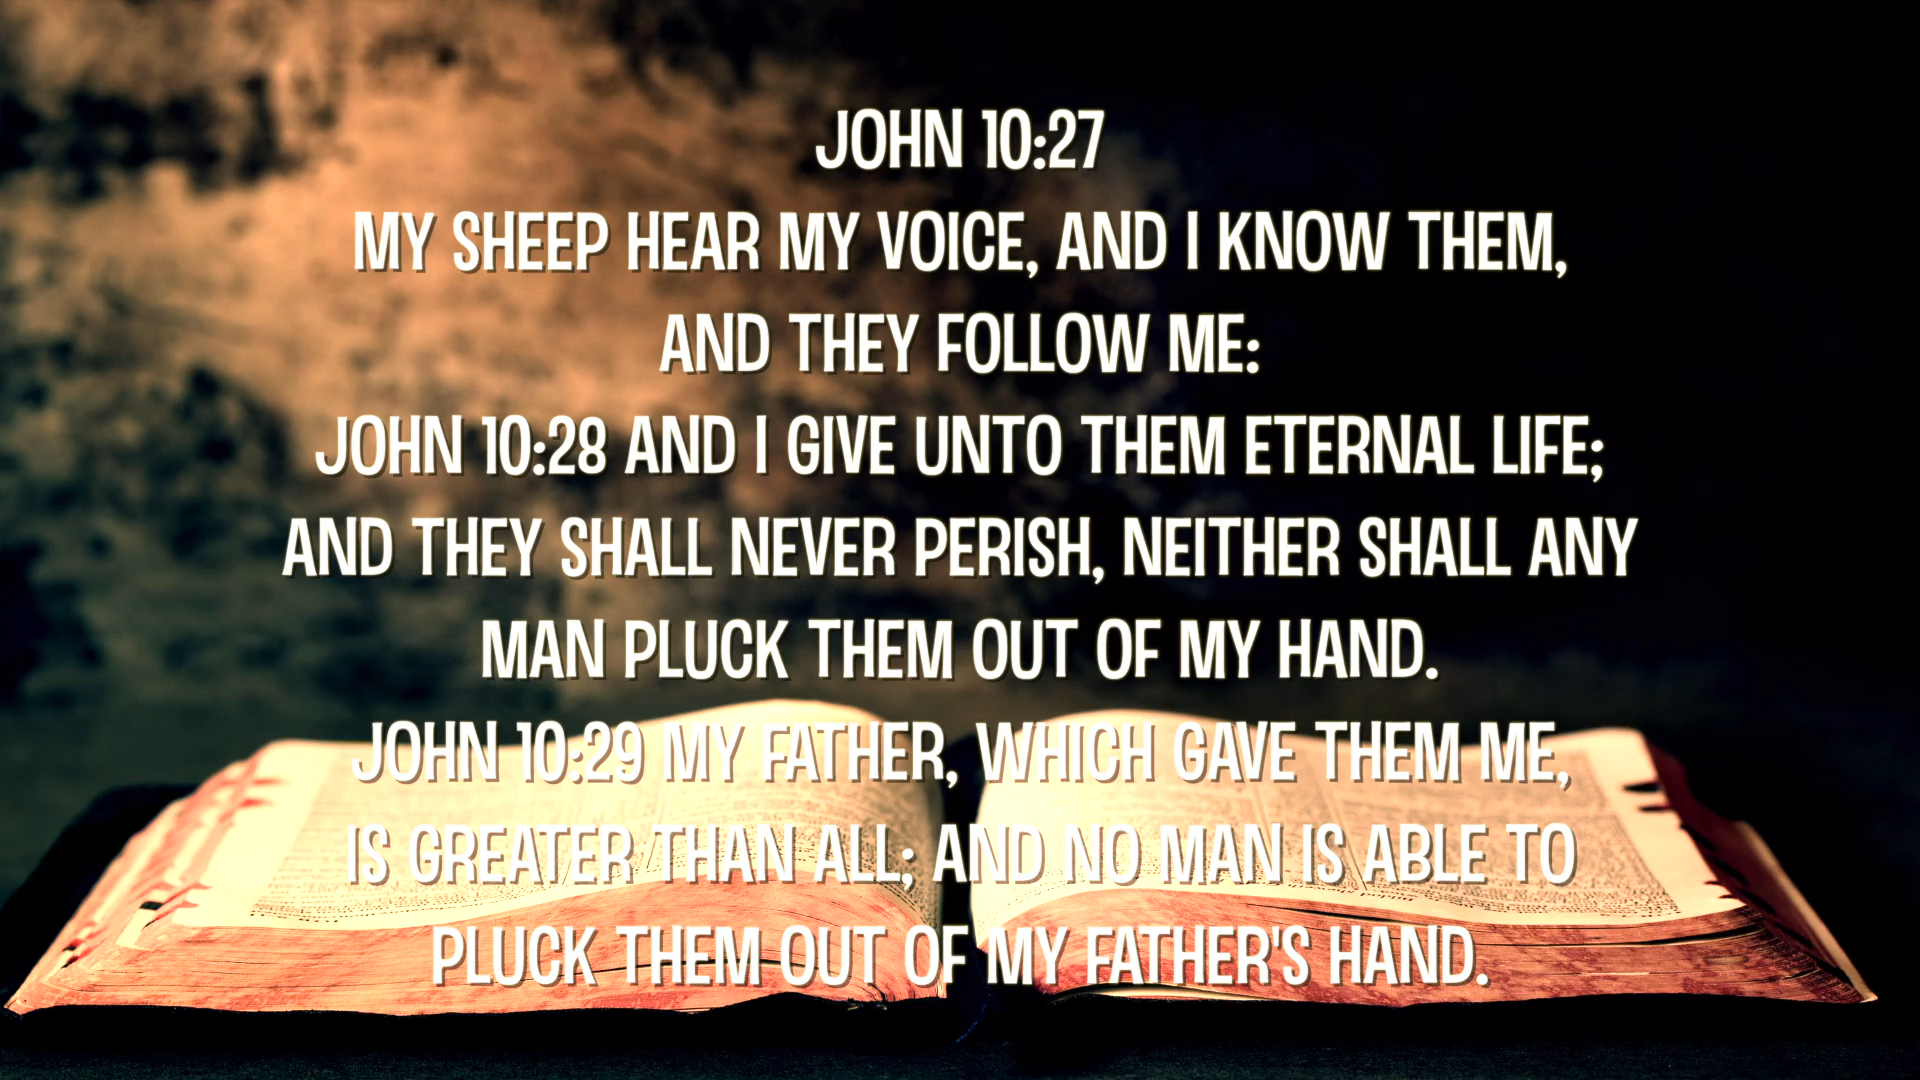 JOHN 10:27
MY SHEEP HEAR MY VOICE, AND I KNOW THEM,
AND THEY FOLLOW ME:
JOHN 10:28 AND I GIVE UNTO THEM ETERNAL LIFE;
AND THEY SHALL NEVER PERISH, NEITHER SHALL ANY
MAN PLUCK THEM OUT OF MY HAND.
JOHN 10:29 MY FATHER, WHICH GAVE THEM ME,
IS GREATER THAN ALL; AND NO MAN IS ABLE TO
PLUCK THEM OUT OF MY FATHER'S HAND.